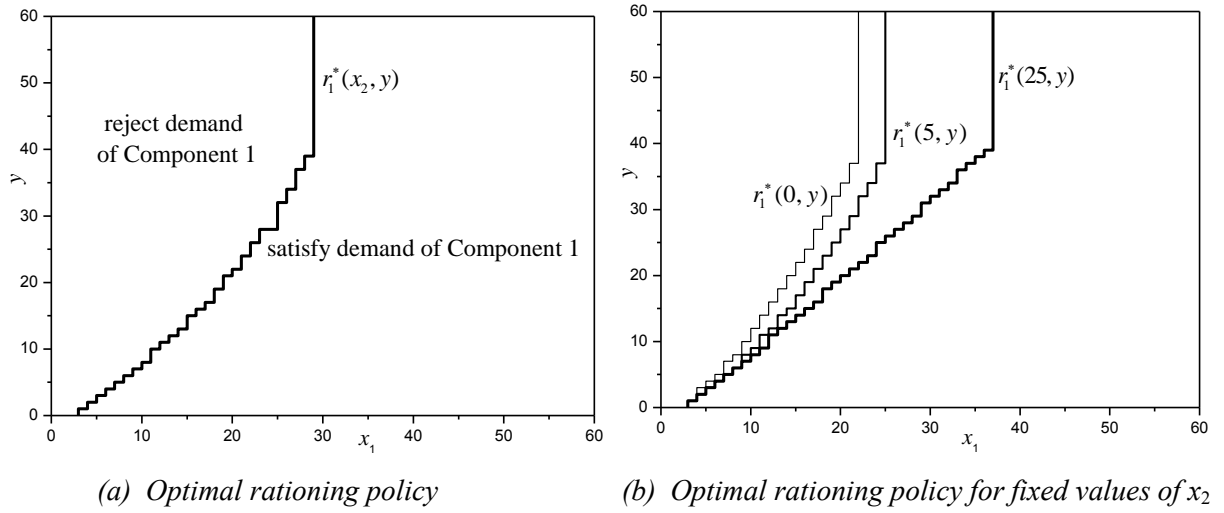 60
50
40
30
20
10
0
y
r₁*(x₂, y)
reject demand
of Component 1
satisfy demand of Component 1
0 10 20 30 40 50 60
x₁
(a) Optimal rationing policy
60
50
40
30
20
10
0
y
r₁*(25, y)
r₁*(5, y)
r₁*(0, y)
0 10 20 30 40 50 60
x₁
(b) Optimal rationing policy for fixed values of x₂